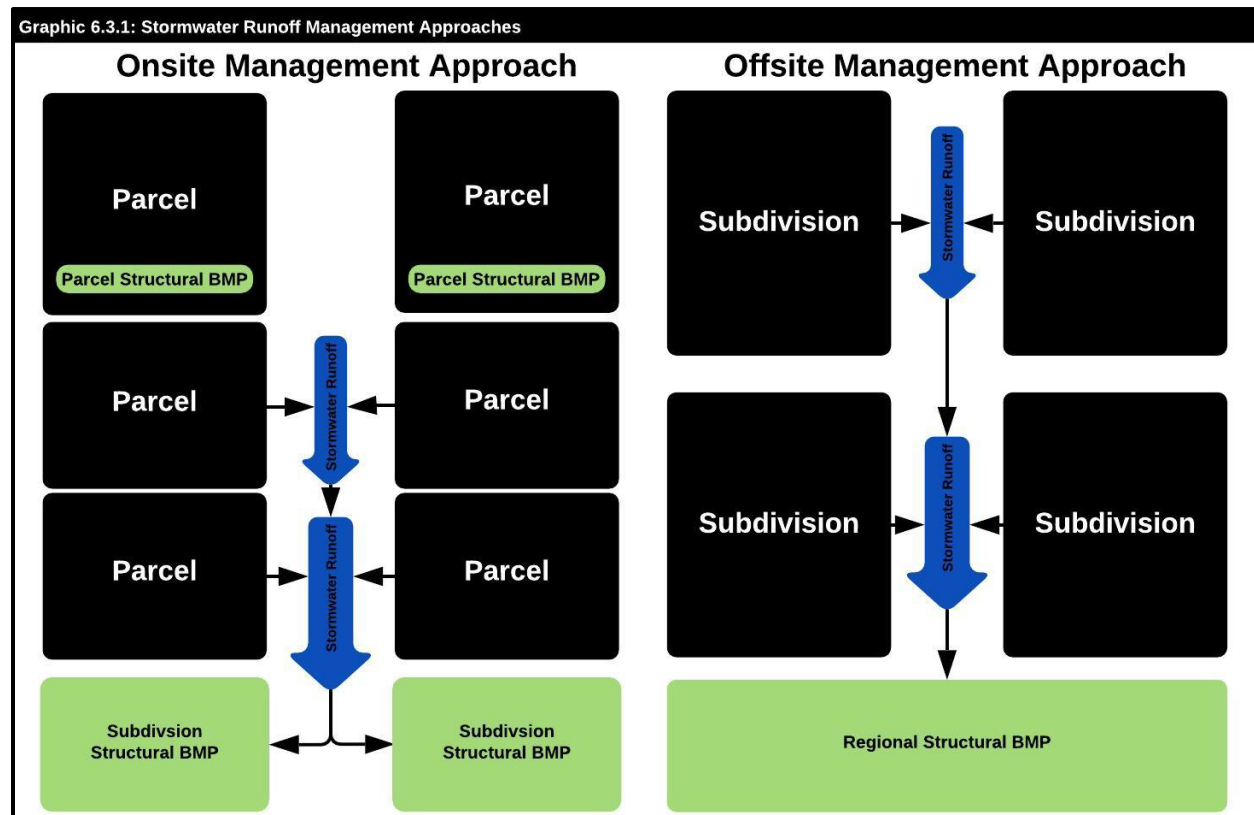 Graphic 6.3.1: Stormwater Runoff Management Approaches
Onsite Management Approach
Parcel
Parcel
Parcel Structural BMP
Parcel Structural BMP
Parcel
Parcel
Stormwater Runoff
Parcel
Parcel
Stormwater Runoff
Subdivsion
Structural BMP
Subdivsion
Structural BMP
Offsite Management Approach
Subdivision
Subdivision
Stormwater Runoff
Subdivision
Subdivision
Stormwater Runoff
Regional Structural BMP